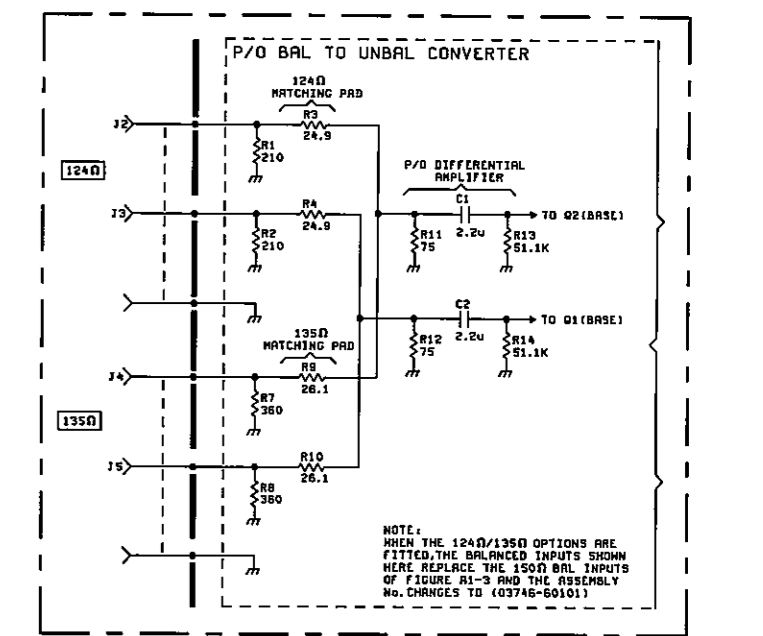 P/O BAL TO UNBAL CONVERTER
124Ω
MATCHING PAD
J2
R3
24.9
R1
210
124Ω
P/O DIFFERENTIAL
AMPLIFIER
J3
R4
24.9
C1
2.2u
TO Q2(BASE)
R2
210
R11
75
R13
51.1K
C2
2.2u
TO Q1(BASE)
135Ω
MATCHING PAD
R12
75
R14
51.1K
J4
R9
26.1
R7
360
135Ω
J5
R10
26.1
R8
360
NOTE:
WHEN THE 124Ω/135Ω OPTIONS ARE
FITTED,THE BALANCED INPUTS SHOWN
HERE REPLACE THE 150Ω BAL INPUTS
OF FIGURE A1-3 AND THE ASSEMBLY
No.CHANGES TO (03746-60101)